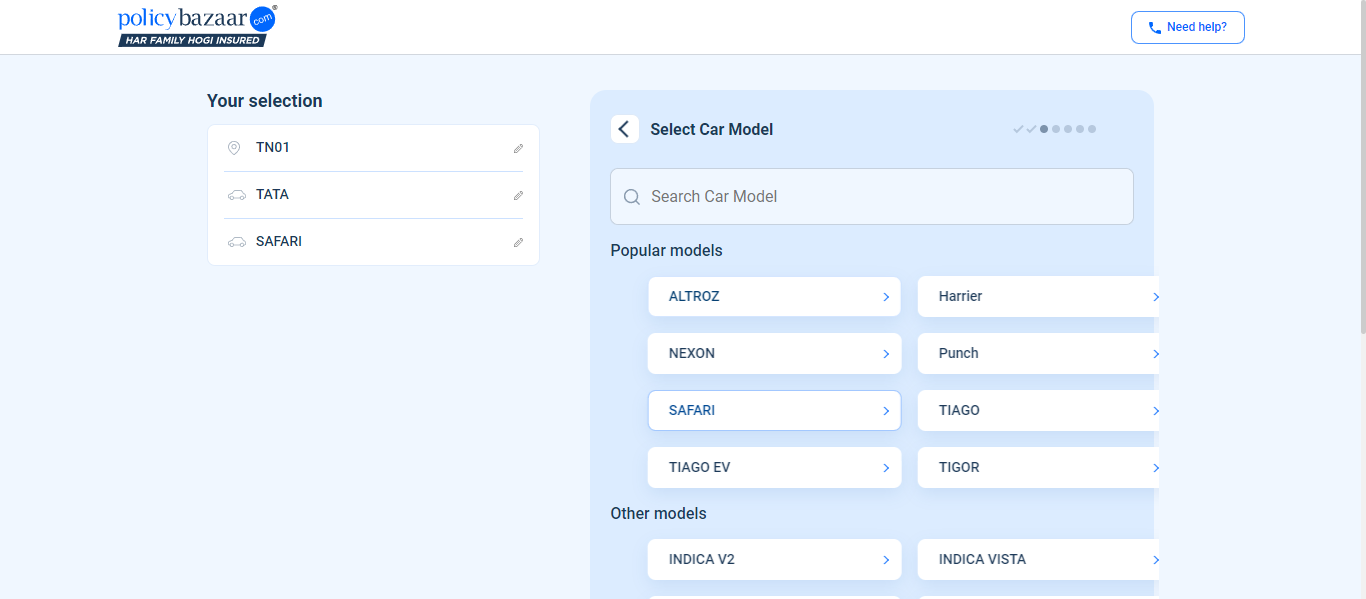 policybazaar.com
HAR FAMILY HOGI INSURED
Need help?
Your selection
TN01
TATA
SAFARI
Select Car Model
Search Car Model
Popular models
ALTROZ
Harrier
NEXON
Punch
SAFARI
TIAGO
TIAGO EV
TIGOR
Other models
INDICA V2
INDICA VISTA